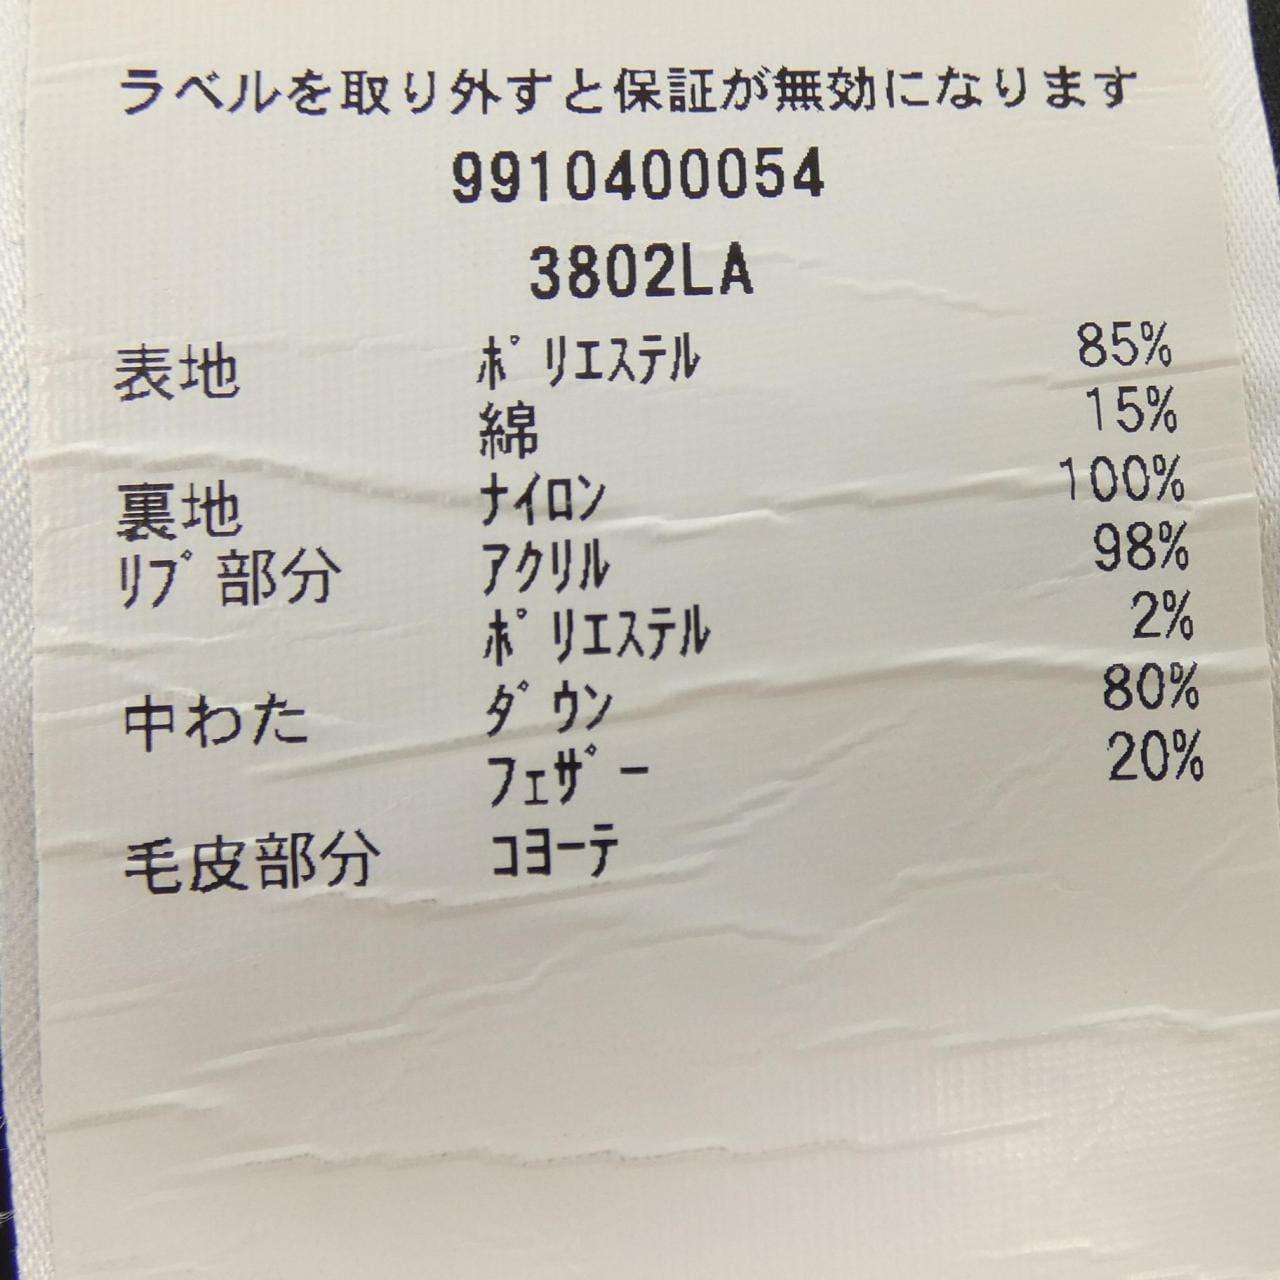 ラベルを取り外すと保証が無効になります
9910400054
3802LA
表地 ﾎﾟﾘｴｽﾃﾙ 85%
綿 15%
裏地 ﾅｲﾛﾝ 100%
ﾘﾌﾞ部分 ｱｸﾘﾙ 98%
ﾎﾟﾘｴｽﾃﾙ 2%
中わた ﾀﾞｳﾝ 80%
ﾌｪｻﾞｰ 20%
毛皮部分 ｺﾖｰﾃ